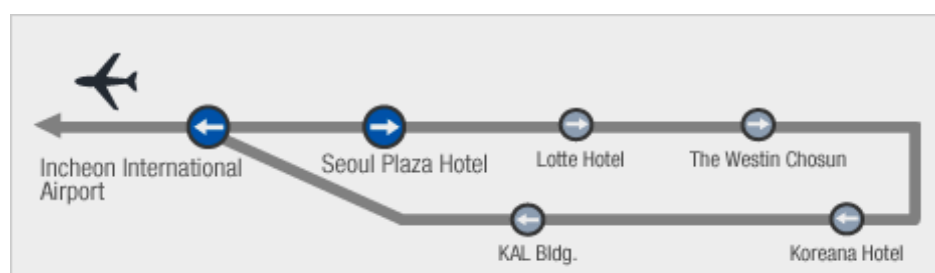 Incheon International
Airport
Seoul Plaza Hotel
Lotte Hotel
The Westin Chosun
KAL Bldg.
Koreana Hotel